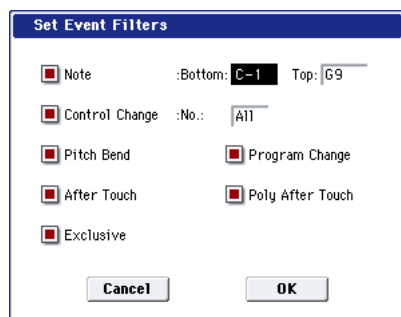 Set Event Filters
Note :Bottom: C-1 Top: G9
Control Change :No.: All
Pitch Bend Program Change
After Touch Poly After Touch
Exclusive
Cancel OK